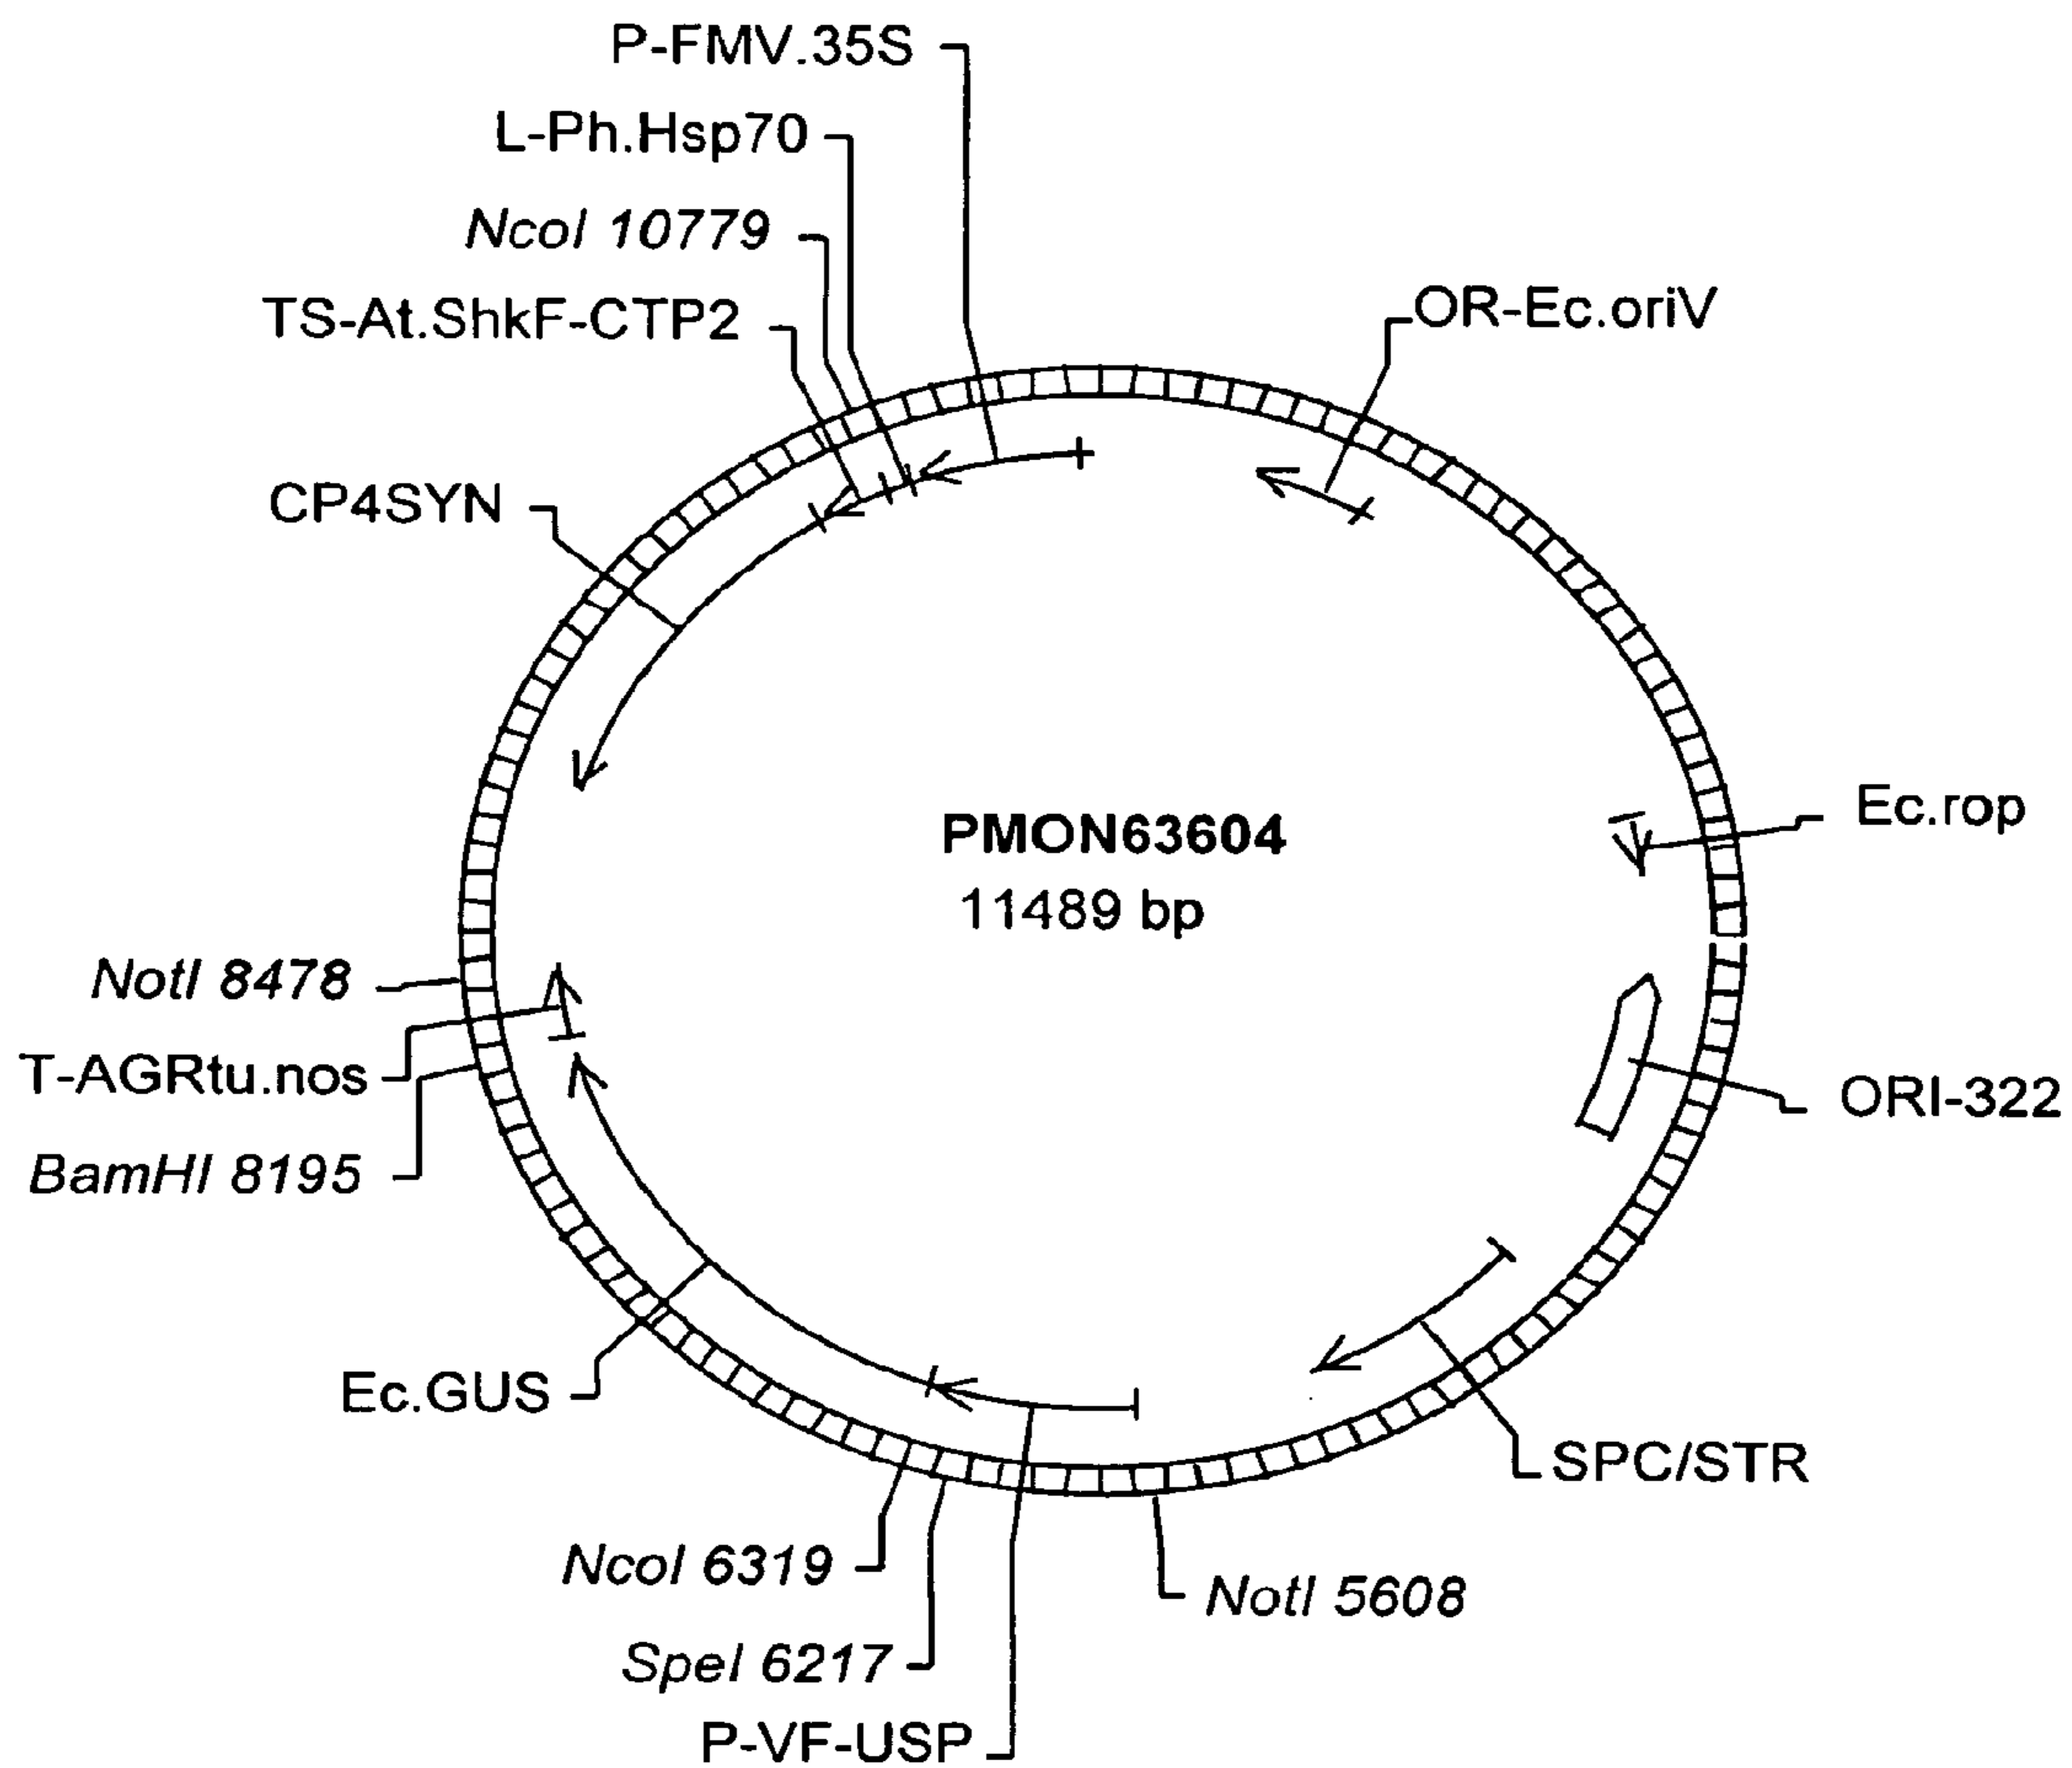 P-FMV.35S
L-Ph.Hsp70
NcoI 10779
TS-At.ShkF-CTP2
OR-Ec.oriV
CP4SYN
Ec.rop
PMON63604
11489 bp
NotI 8478
T-AGRtu.nos
ORI-322
BamHI 8195
Ec.GUS
SPC/STR
NcoI 6319
NotI 5608
SpeI 6217
P-VF-USP